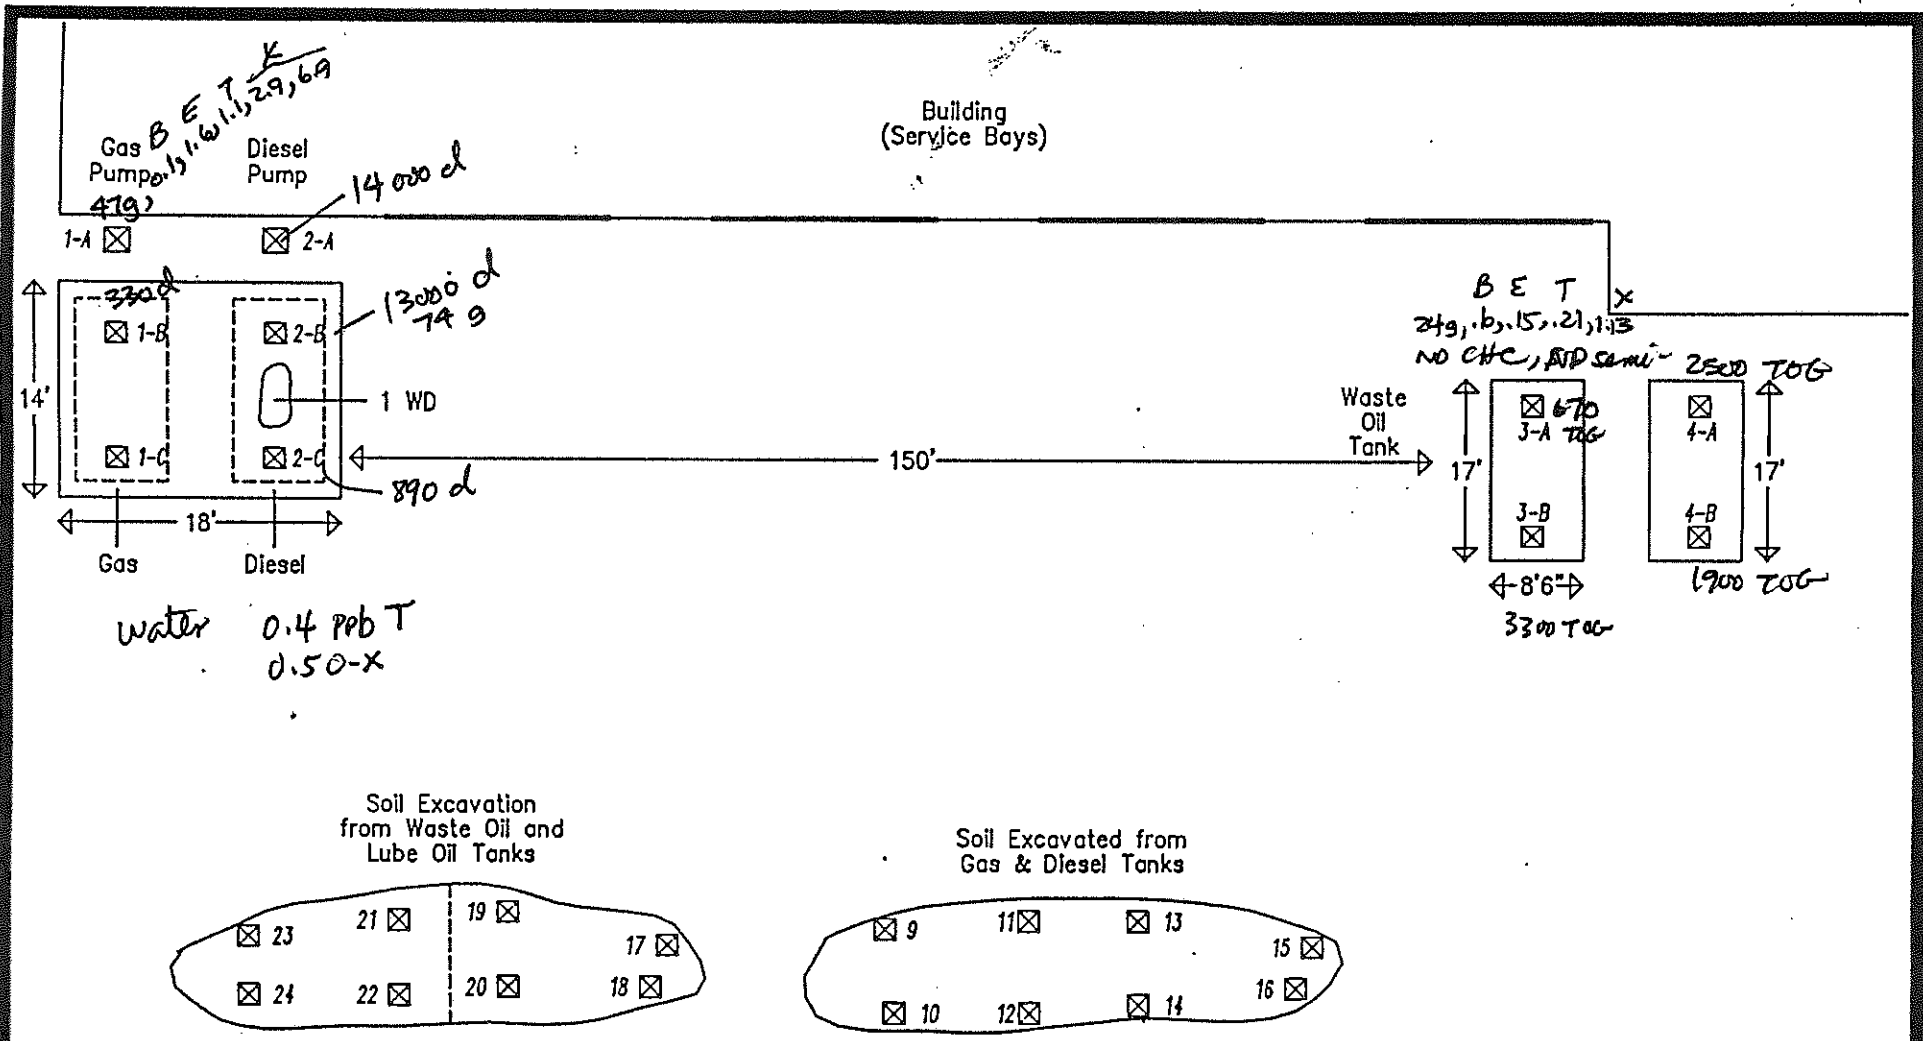 Building
(Service Bays)
B E T X
0.1, 1.6, 1.1, 2.9, 6.9
Gas
Pump
47g,
Diesel
Pump
14000 d
1-A
2-A
330 d
13000 d
74 g
1-B
2-B
14'
1 WD
1-C
2-C
150'
890 d
18'
Gas
Diesel
water 0.4 ppb T
0.50-X
B E T X
24g, .6, .15, .21, 1.13
NO CHC, semi-
2500 TOG
Waste
Oil
Tank
670
TOG
3-A
4-A
17'
17'
3-B
4-B
8'6"
1900 TOG
3300 TOG
Soil Excavation
from Waste Oil and
Lube Oil Tanks
23
21
19
17
24
22
20
18
Soil Excavated from
Gas & Diesel Tanks
9
11
13
15
10
12
14
16